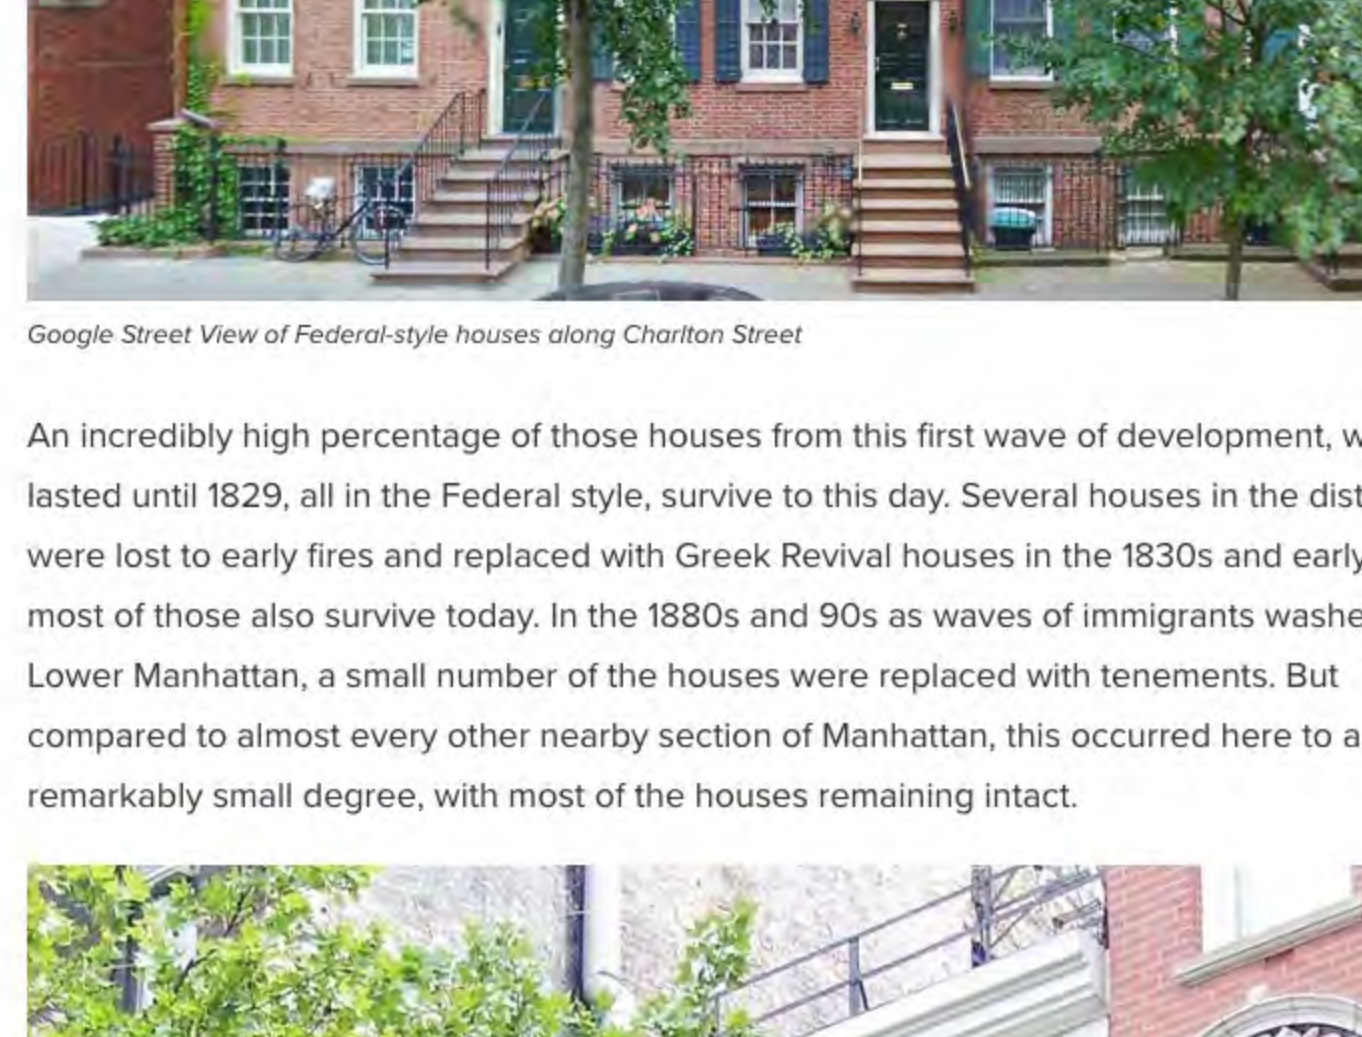 Google Street View of Federal-style houses along Charlton Street
An incredibly high percentage of those houses from this first wave of development, w
lasted until 1829, all in the Federal style, survive to this day. Several houses in the dist
were lost to early fires and replaced with Greek Revival houses in the 1830s and early
most of those also survive today. In the 1880s and 90s as waves of immigrants washe
Lower Manhattan, a small number of the houses were replaced with tenements. But
compared to almost every other nearby section of Manhattan, this occurred here to a
remarkably small degree, with most of the houses remaining intact.